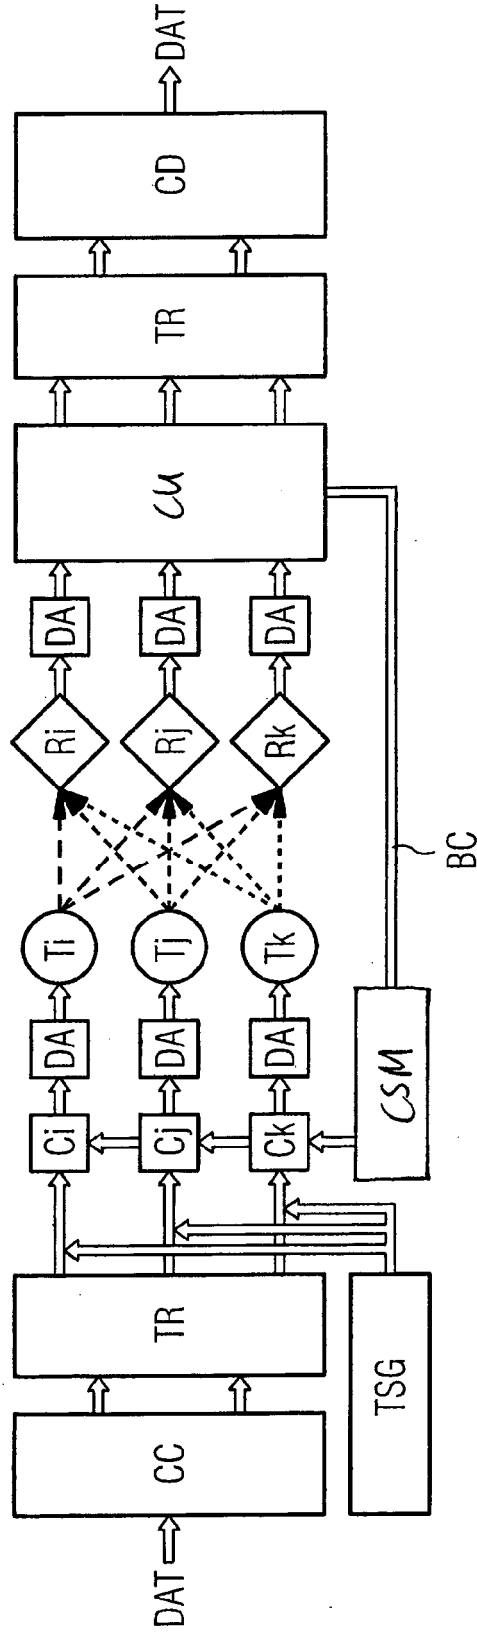 DAT
CC
TR
TSG
Ci
Cj
Ck
CSM
DA
DA
DA
Ti
Tj
Tk
BC
Ri
Rj
Rk
DA
DA
DA
CU
TR
CD
DAT